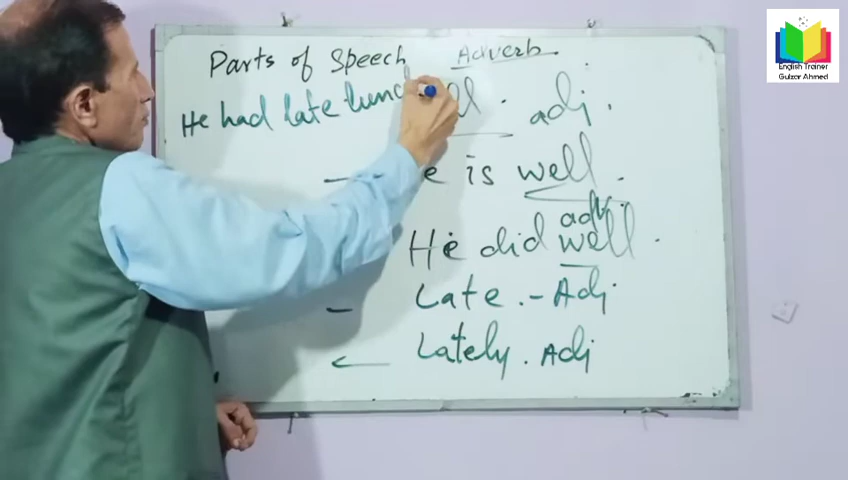 Parts of Speech Adverb
He had late lunch
adj.
e is well.
adv.
He did well.
Late. - Adj
Lately. Adj
English Trainer
Gulzar Ahmed